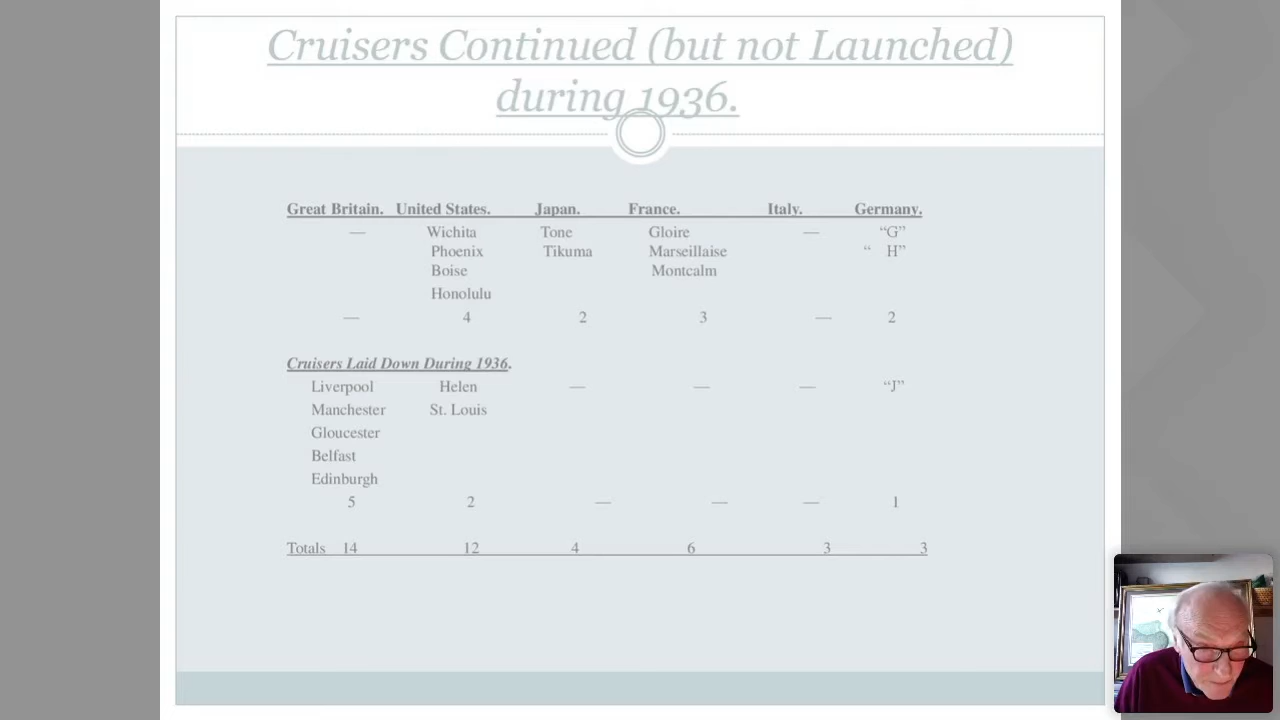 Cruisers Continued (but not Launched)
during 1936.
Great Britain. United States. Japan. France. Italy. Germany.
— Wichita Tone Gloire — “G”
Phoenix Tikuma Marseillaise “ H”
Boise Montcalm
Honolulu
— 4 2 3 — 2
Cruisers Laid Down During 1936.
Liverpool Helen — — — “J”
Manchester St. Louis
Gloucester
Belfast
Edinburgh
5 2 — — — 1
Totals 14 12 4 6 3 3